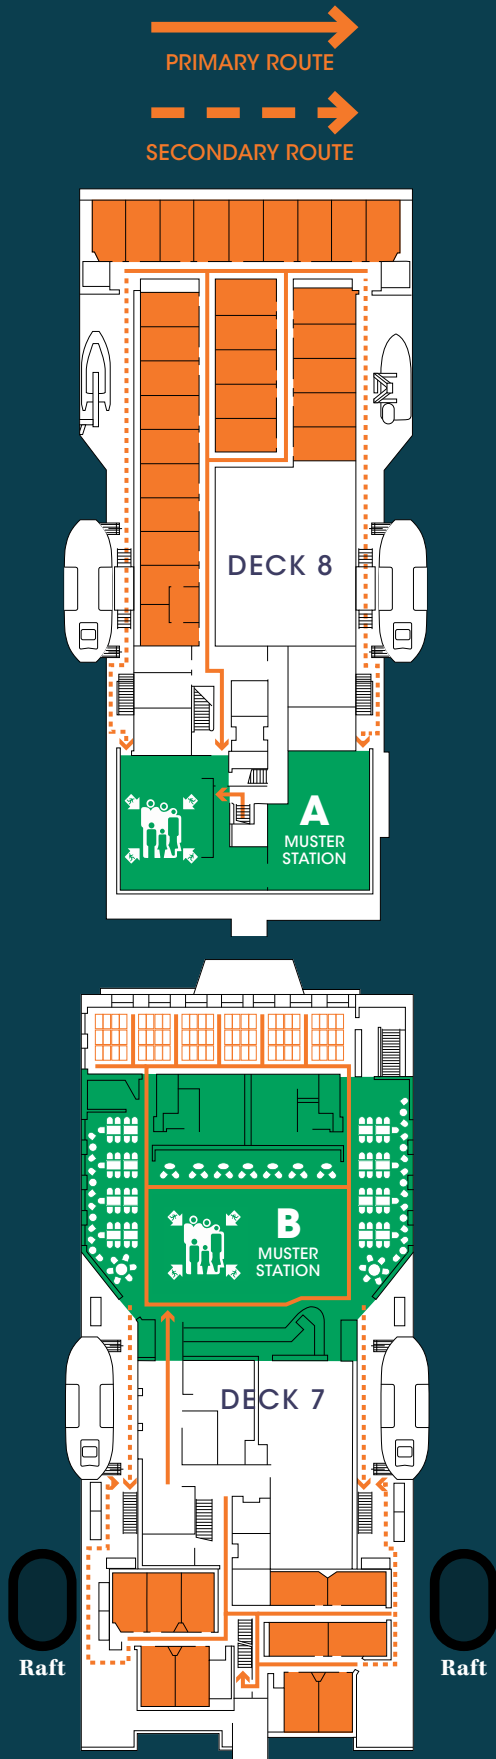 PRIMARY ROUTE
SECONDARY ROUTE
DECK 8
A
MUSTER
STATION
B
MUSTER
STATION
DECK 7
Raft
Raft